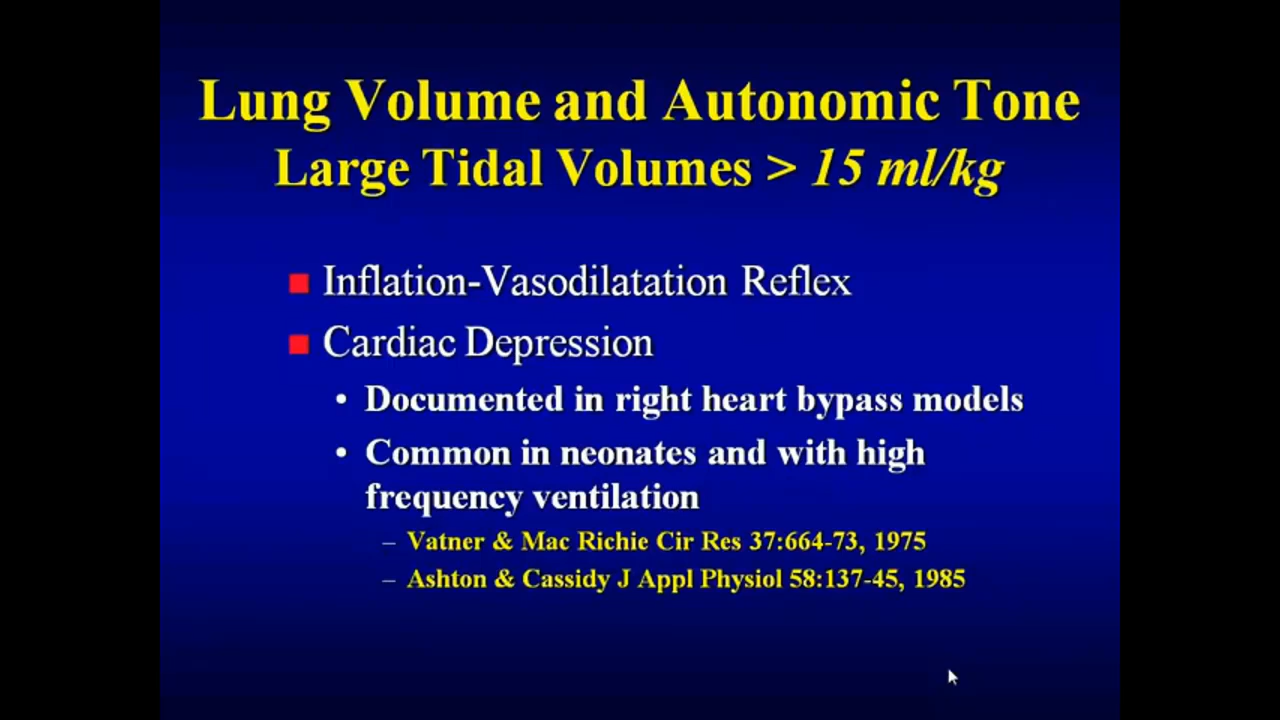 Lung Volume and Autonomic Tone
Large Tidal Volumes > 15 ml/kg
Inflation-Vasodilatation Reflex
Cardiac Depression
• Documented in right heart bypass models
• Common in neonates and with high
frequency ventilation
– Vatner & Mac Richie Cir Res 37:664-73, 1975
– Ashton & Cassidy J Appl Physiol 58:137-45, 1985